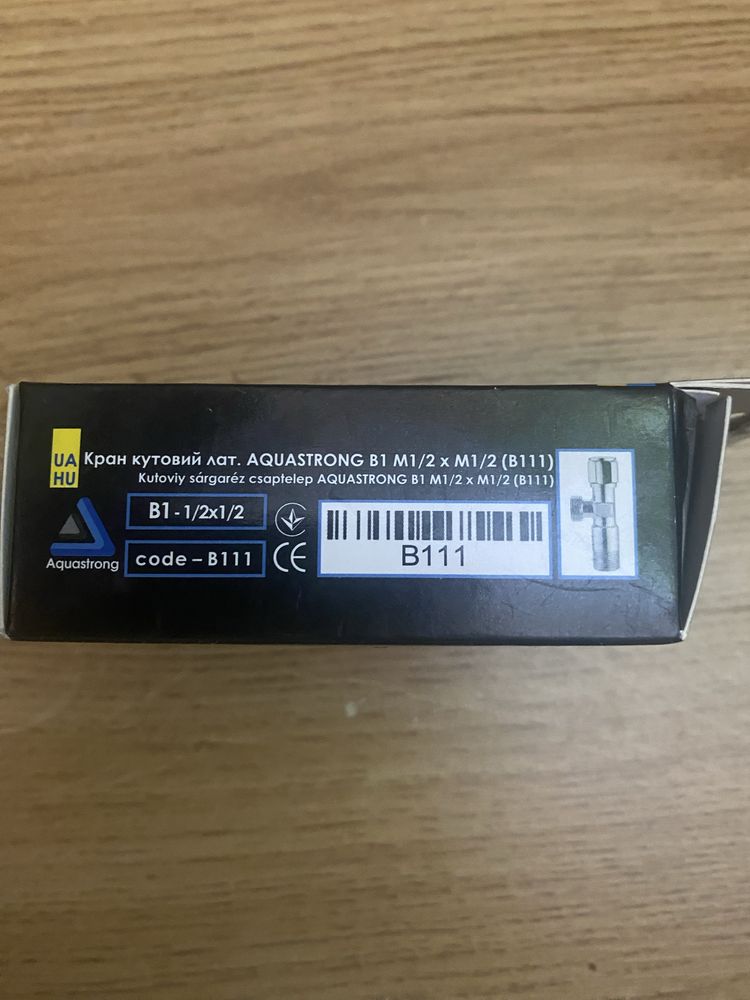 UA
HU
Кран кутовий лат. AQUASTRONG B1 M1/2 x M1/2 (B111)
Kutoviy sárgaréz csaptelep AQUASTRONG B1 M1/2 x M1/2 (B111)
B1 - 1/2x1/2
code – B111
CE
B111
Aquastrong